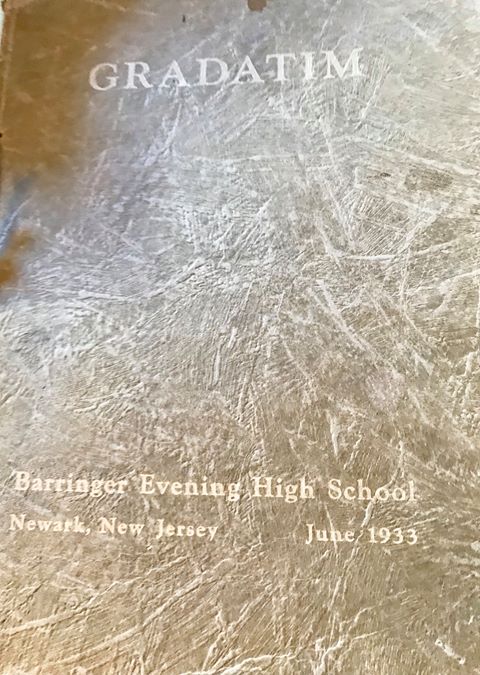 GRADATIM
Barringer Evening High School
Newark, New Jersey June 1933